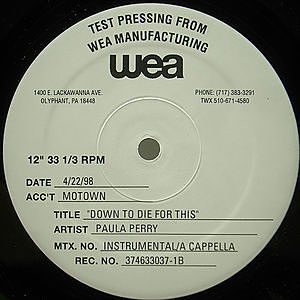 TEST PRESSING FROM
WEA MANUFACTURING
wea
1400 E. LACKAWANNA AVE.
OLYPHANT, PA 18448
PHONE: (717) 383-3291
TWX 510-671-4580
12" 33 1/3 RPM
DATE 4/22/98
ACC'T MOTOWN
TITLE "DOWN TO DIE FOR THIS"
ARTIST PAULA PERRY
MTX. NO. INSTRUMENTAL/A CAPPELLA
REC. NO. 374633037-1B